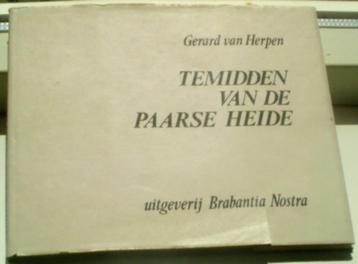 Gerard van Herpen
TEMIDDEN
VAN DE
PAARSE HEIDE
uitgeverij Brabantia Nostra